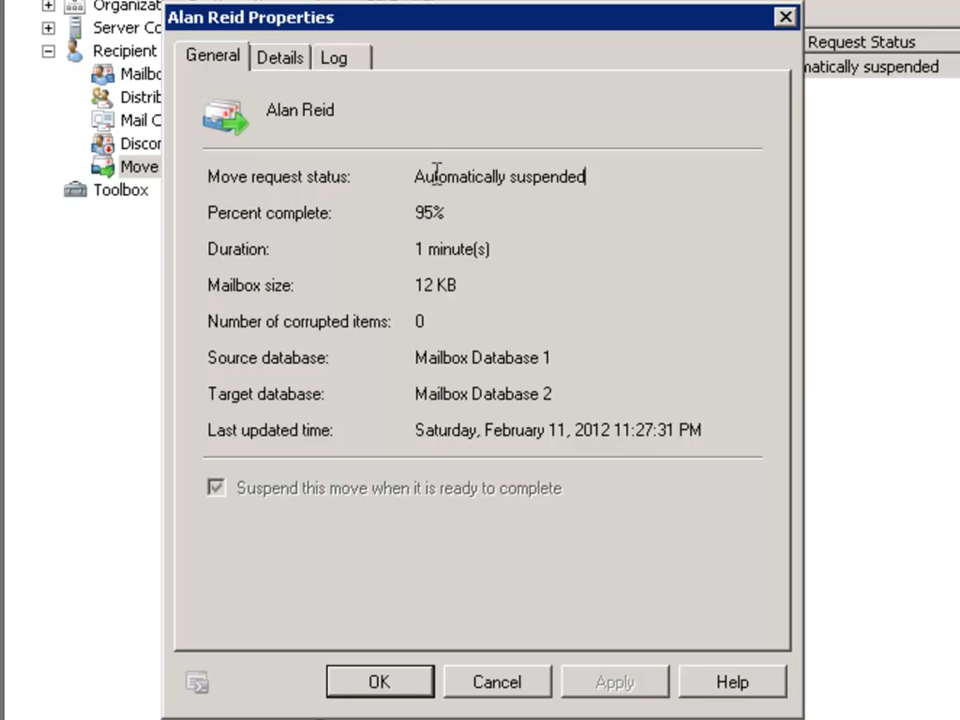 Alan Reid Properties
General
Details
Log
Alan Reid
Move request status: Automatically suspended
Percent complete: 95%
Duration: 1 minute(s)
Mailbox size: 12 KB
Number of corrupted items: 0
Source database: Mailbox Database 1
Target database: Mailbox Database 2
Last updated time: Saturday, February 11, 2012 11:27:31 PM
Suspend this move when it is ready to complete
OK
Cancel
Apply
Help
Organizat
Server Co
Recipient
Mailbo
Distrib
Mail C
Discor
Move
Toolbox
Request Status
matically suspended